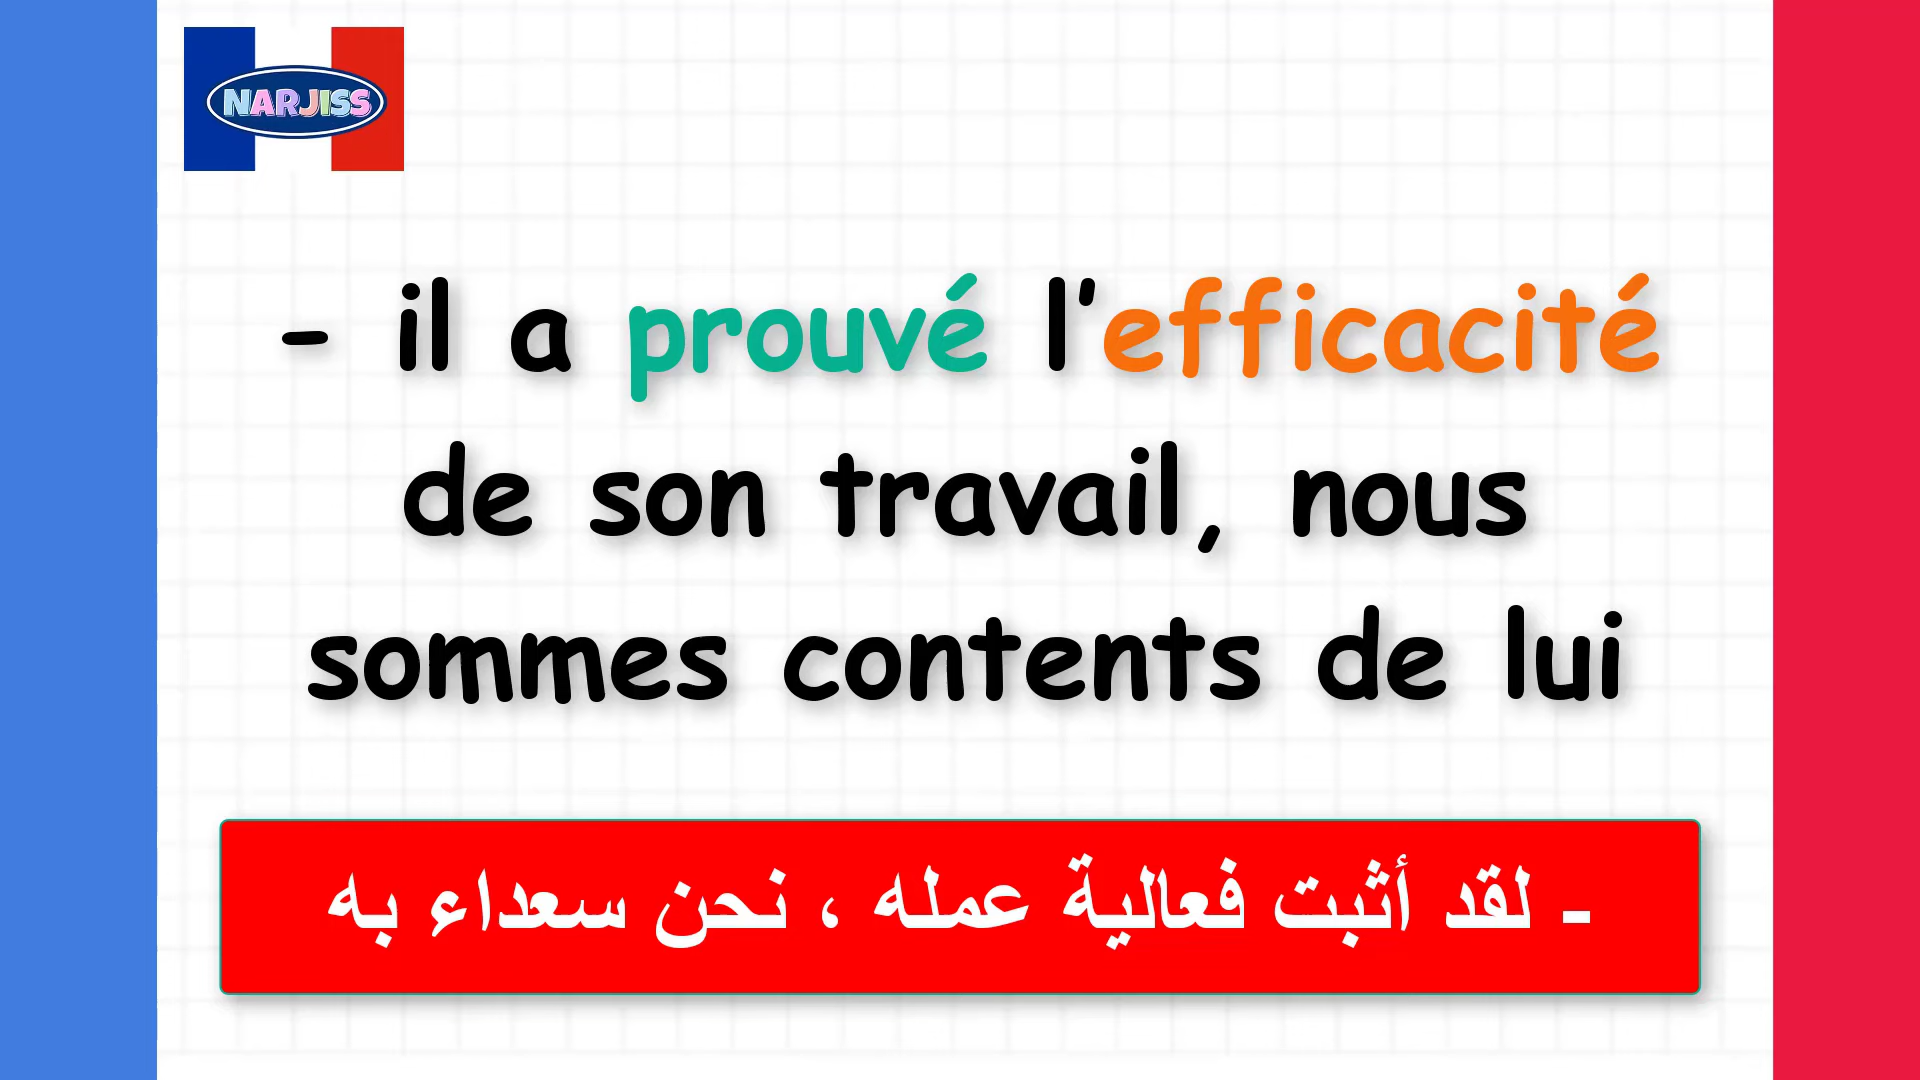 NARJISS
- il a prouvé l’efficacité
de son travail, nous
sommes contents de lui
- لقد أثبت فعالية عمله ، نحن سعداء به